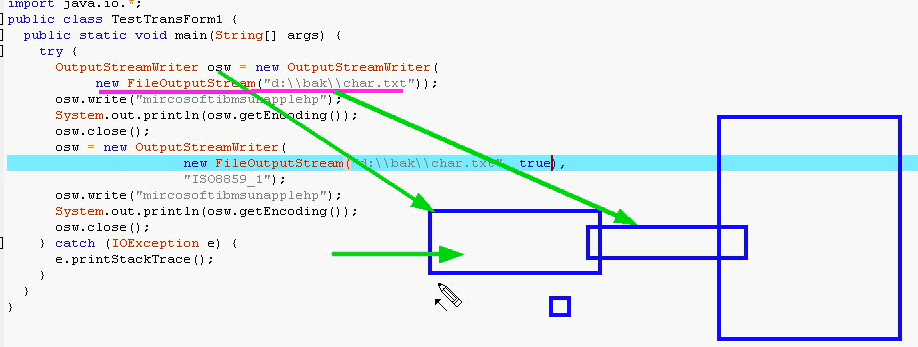 import java.io.*;
public class TestTransForm1 {
public static void main(String[] args) {
try {
OutputStreamWriter osw = new OutputStreamWriter(
new FileOutputStream("d:\\bak\\char.txt"));
osw.write("mircosoftibmsunapplehp");
System.out.println(osw.getEncoding());
osw.close();
osw = new OutputStreamWriter(
new FileOutputStream("d:\\bak\\char.txt", true),
"ISO8859_1");
osw.write("mircosoftibmsunapplehp");
System.out.println(osw.getEncoding());
osw.close();
} catch (IOException e) {
e.printStackTrace();
}
}
}